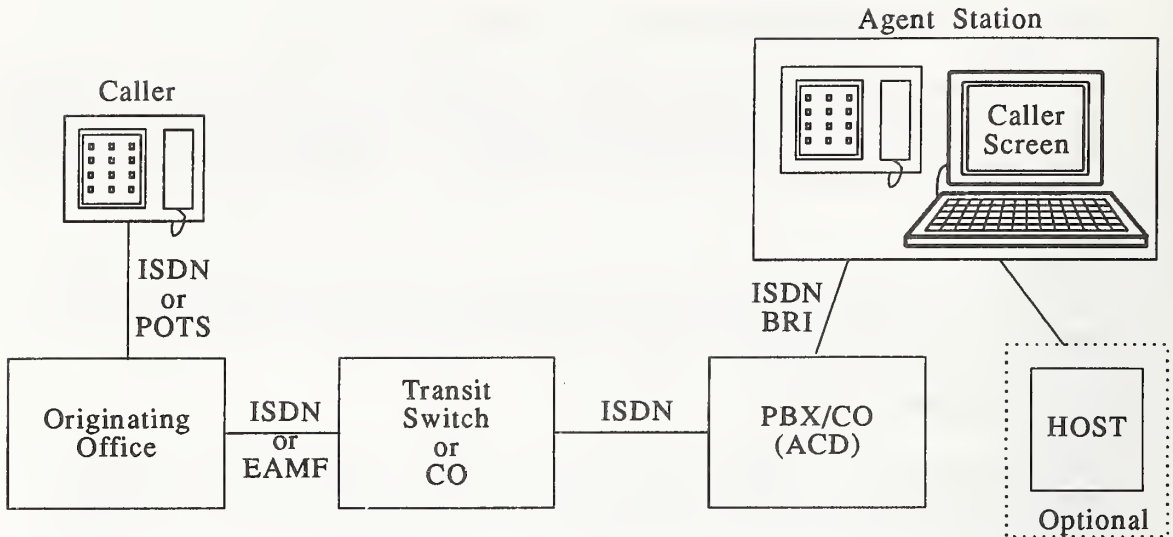 Agent Station
Caller
Caller
Screen
ISDN
or
POTS
ISDN
BRI
Originating
Office
ISDN
or
EAMF
Transit
Switch
or
CO
ISDN
PBX/CO
(ACD)
HOST
Optional